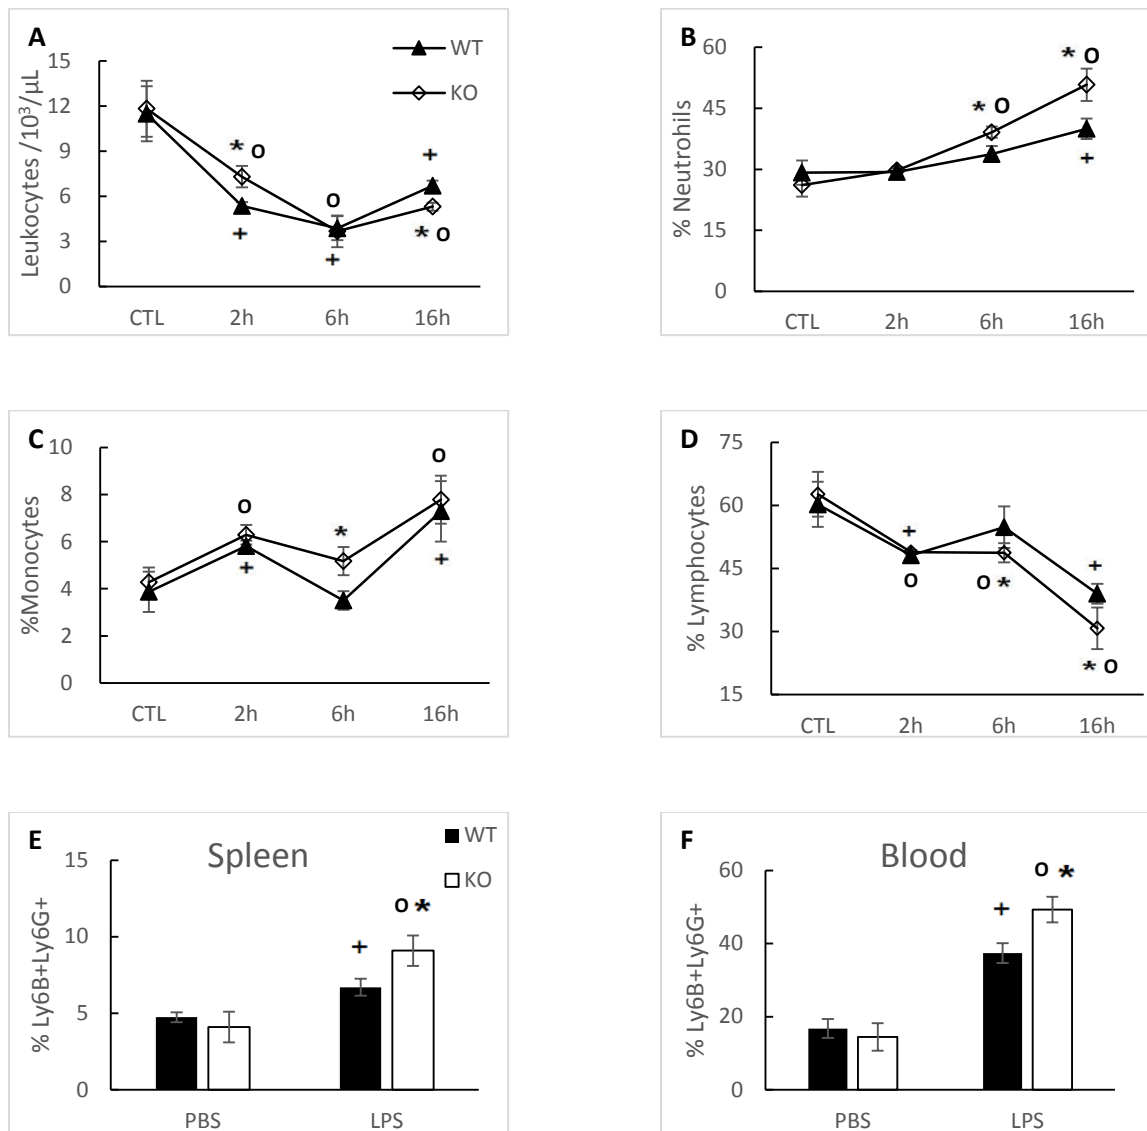 A
WT
KO
Leukocytes /10³/µL
15
12
9
6
3
0
* o
+
o
+
+
* o
CTL 2h 6h 16h
B
% Neutrohils
60
45
30
15
0
* o
* o
+
CTL 2h 6h 16h
C
%Monocytes
10
8
6
4
2
0
o
+
*
o
+
CTL 2h 6h 16h
D
% Lymphocytes
75
60
45
30
15
+
o
o *
+
* o
CTL 2h 6h 16h
E
Spleen
WT
KO
% Ly6B+Ly6G+
15
10
5
0
+
o *
PBS LPS
F
Blood
% Ly6B+Ly6G+
60
40
20
0
+
o *
PBS LPS